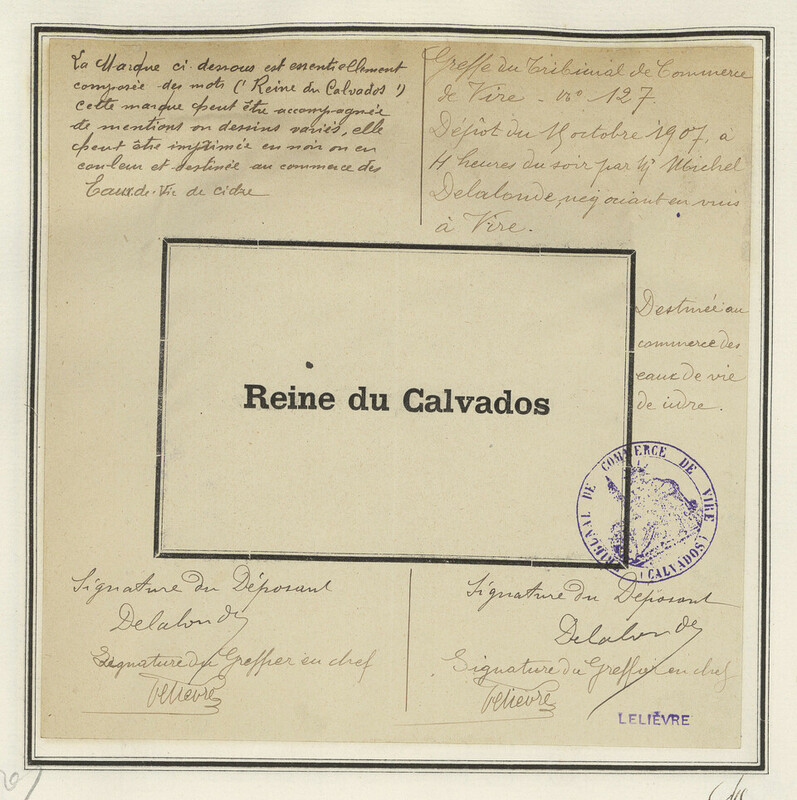 La Marque ci-dessous est essentiellement
composée des mots (" Reine du Calvados ")
cette marque peut être accompagnée
de mentions ou dessins variés, elle
peut être imprimée en noir ou en
couleur et destinée au commerce des
Eaux-de-Vie de cidre
Greffe du Tribunal de Commerce
de Vire - No 127
Dépôt du octobre 1907, à
4 heures du soir par Mr Michel
Delalonde, négociant en vins
à Vire.
Destinée au
commerce des
eaux de vie
de cidre.
Reine du Calvados
TRIBUNAL DE COMMERCE DE VIRE
(CALVADOS)
Signature du Déposant
Delalonde
Signature du Greffier en chef
Lelièvre
Signature du Déposant
Delalonde
Signature du Greffier en chef
Lelièvre
LELIÈVRE